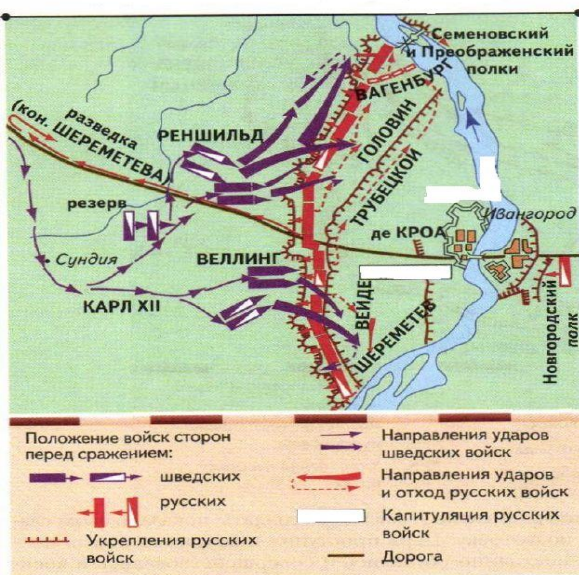 Семеновский
и Преображенский
полки
ВАГЕНБУРГ
ГОЛОВИН
ТРУБЕЦКОЙ
разведка
(кон. ШЕРЕМЕТЕВА)
РЕНШИЛЬД
резерв
Сундия
ВЕЛЛИНГ
КАРЛ XII
де КРОА
Ивангород
ВЕЙДЕ
ШЕРЕМЕТЕВ
Новгородский
полк
Положение войск сторон
перед сражением:
шведских
русских
Укрепления русских
войск
Направления ударов
шведских войск
Направления ударов
и отход русских войск
Капитуляция русских
войск
Дорога